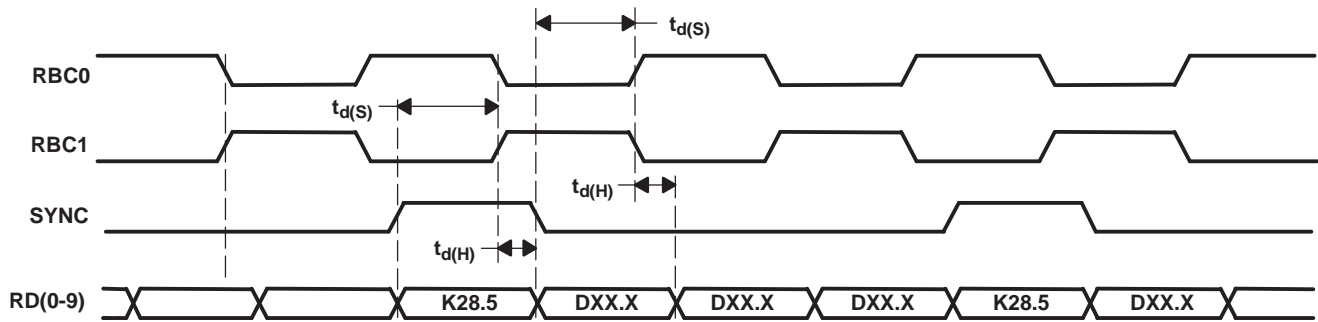 t_d(S)
RBC0
t_d(S)
RBC1
t_d(H)
SYNC
t_d(H)
RD(0-9) K28.5 DXX.X DXX.X DXX.X K28.5 DXX.X